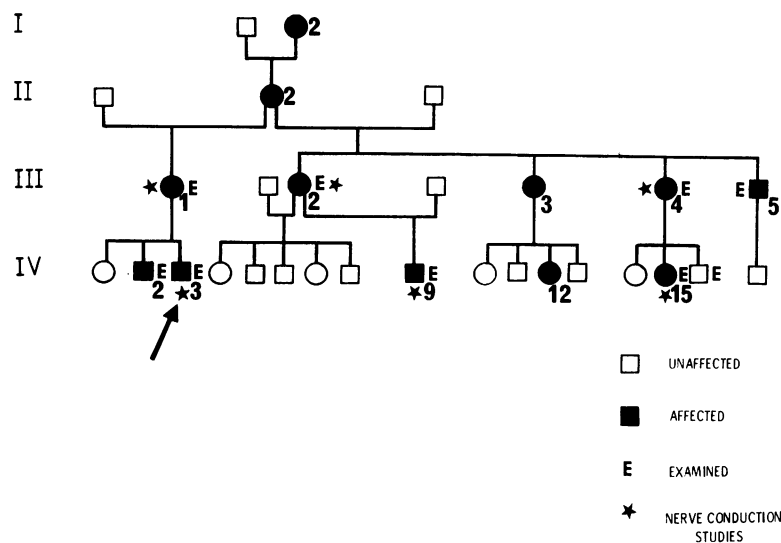 I 2
II 2
III 1 E 2 E 3 4 E E 5
IV 2 E 3 E 9 E 12 15 E E
UNAFFECTED
AFFECTED
E EXAMINED
NERVE CONDUCTION
STUDIES